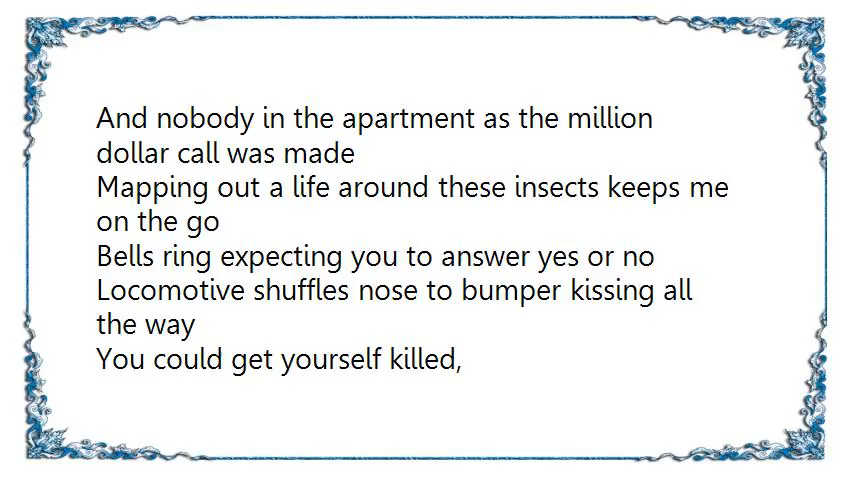 And nobody in the apartment as the million
dollar call was made
Mapping out a life around these insects keeps me
on the go
Bells ring expecting you to answer yes or no
Locomotive shuffles nose to bumper kissing all
the way
You could get yourself killed,